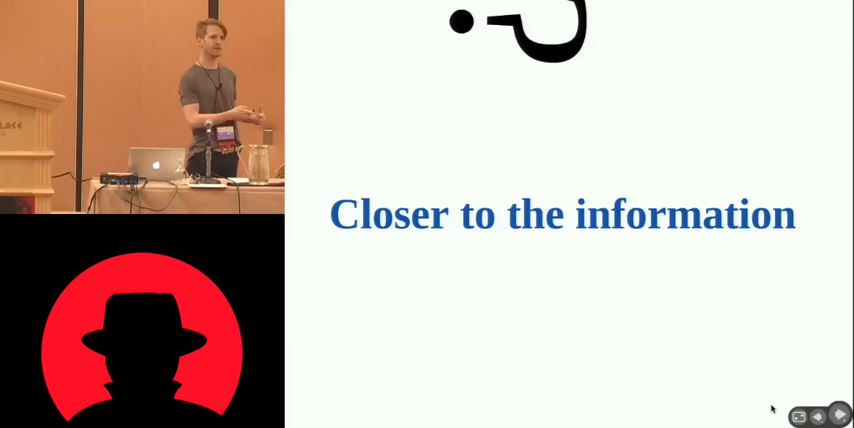 ?
Closer to the information